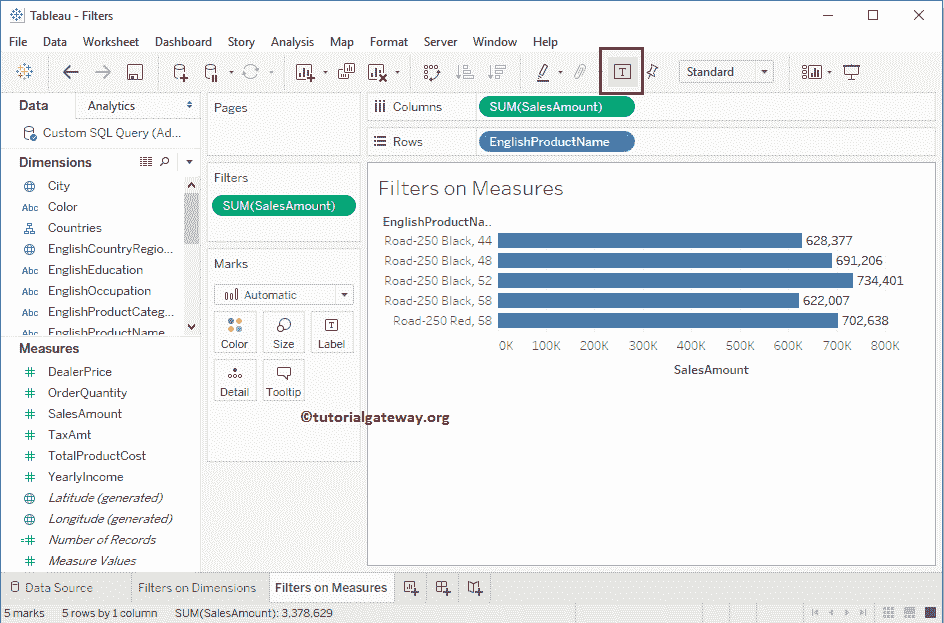 Tableau - Filters
File Data Worksheet Dashboard Story Analysis Map Format Server Window Help
T
Standard
Data
Analytics
Custom SQL Query (Ad...
Dimensions
City
Abc Color
Countries
EnglishCountryRegio...
Abc EnglishEducation
Abc EnglishOccupation
Abc EnglishProductCateg...
Abc EnglishProductName
Measures
# DealerPrice
# OrderQuantity
# SalesAmount
# TaxAmt
# TotalProductCost
# YearlyIncome
Latitude (generated)
Longitude (generated)
=# Number of Records
# Measure Values
Pages
Filters
SUM(SalesAmount)
Marks
Automatic
Color Size T Label
Detail Tooltip
©tutorialgateway.org
Columns SUM(SalesAmount)
Rows EnglishProductName
Filters on Measures
EnglishProductNa..
Road-250 Black, 44 628,377
Road-250 Black, 48 691,206
Road-250 Black, 52 734,401
Road-250 Black, 58 622,007
Road-250 Red, 58 702,638
0K 100K 200K 300K 400K 500K 600K 700K 800K
SalesAmount
Data Source Filters on Dimensions Filters on Measures
5 marks 5 rows by 1 column SUM(SalesAmount): 3,378,629